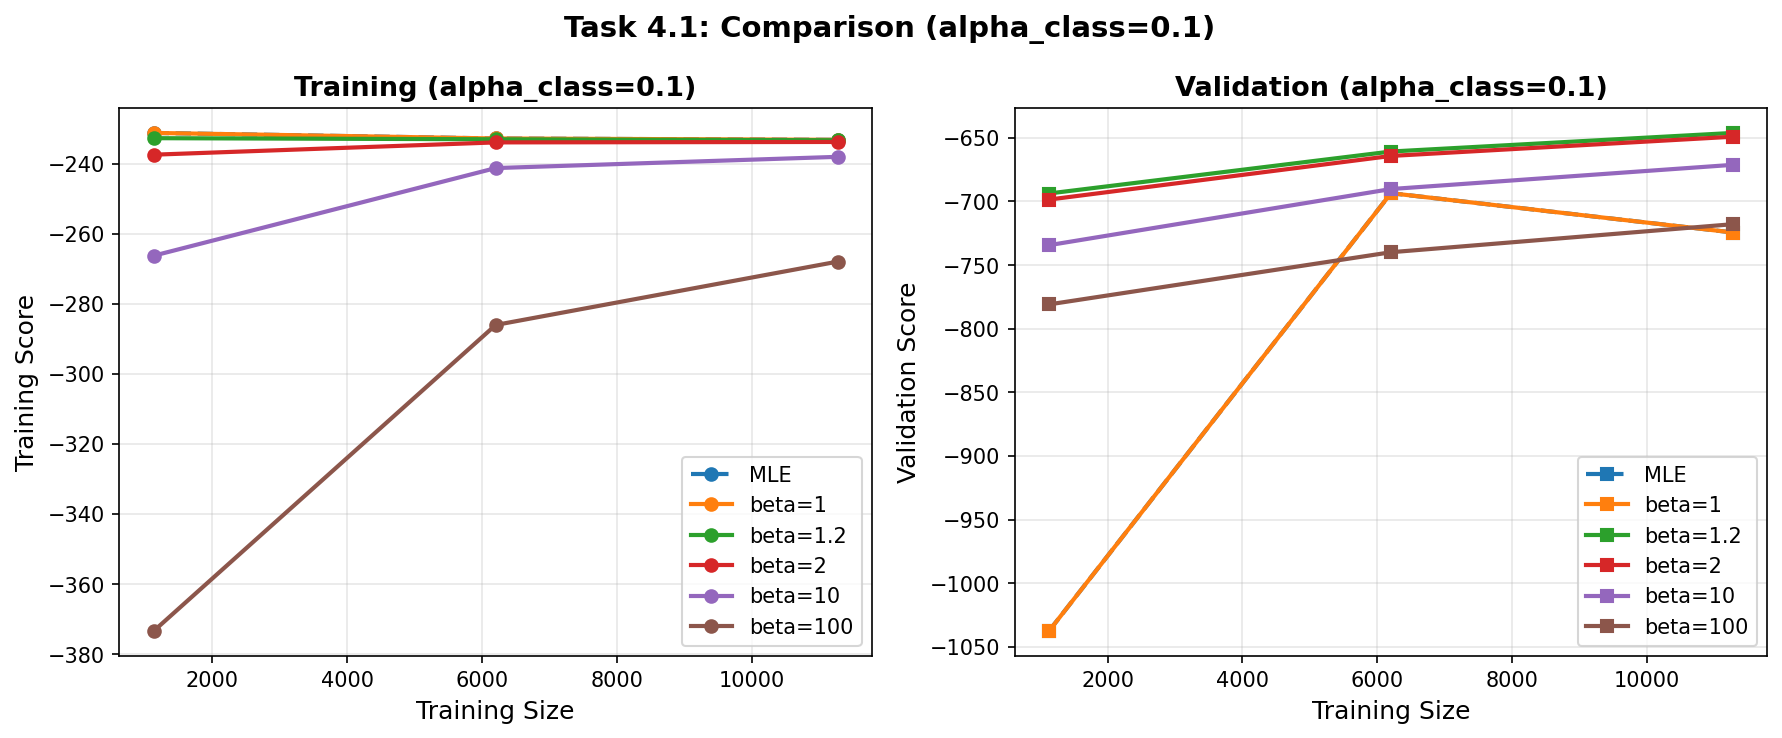 Task 4.1: Comparison (alpha_class=0.1)
Training (alpha_class=0.1)
Training Score
−240
−260
−280
−300
−320
−340
−360
−380
2000
4000
6000
8000
10000
Training Size
MLE
beta=1
beta=1.2
beta=2
beta=10
beta=100
Validation (alpha_class=0.1)
Validation Score
−650
−700
−750
−800
−850
−900
−950
−1000
−1050
2000
4000
6000
8000
10000
Training Size
MLE
beta=1
beta=1.2
beta=2
beta=10
beta=100